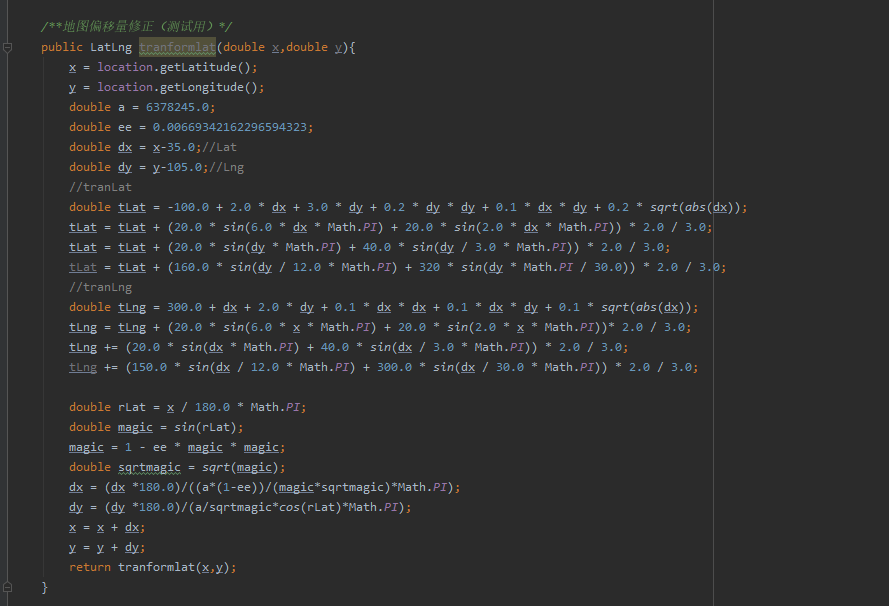 /**地图偏移量修正（测试用）*/
public LatLng tranformlat(double x,double y){
x = location.getLatitude();
y = location.getLongitude();
double a = 6378245.0;
double ee = 0.00669342162296594323;
double dx = x-35.0;//Lat
double dy = y-105.0;//Lng
//tranLat
double tLat = -100.0 + 2.0 * dx + 3.0 * dy + 0.2 * dy * dy + 0.1 * dx * dy + 0.2 * sqrt(abs(dx));
tLat = tLat + (20.0 * sin(6.0 * dx * Math.PI) + 20.0 * sin(2.0 * dx * Math.PI)) * 2.0 / 3.0;
tLat = tLat + (20.0 * sin(dy * Math.PI) + 40.0 * sin(dy / 3.0 * Math.PI)) * 2.0 / 3.0;
tLat = tLat + (160.0 * sin(dy / 12.0 * Math.PI) + 320 * sin(dy * Math.PI / 30.0)) * 2.0 / 3.0;
//tranLng
double tLng = 300.0 + dx + 2.0 * dy + 0.1 * dx * dx + 0.1 * dx * dy + 0.1 * sqrt(abs(dx));
tLng = tLng + (20.0 * sin(6.0 * x * Math.PI) + 20.0 * sin(2.0 * x * Math.PI))* 2.0 / 3.0;
tLng += (20.0 * sin(dx * Math.PI) + 40.0 * sin(dx / 3.0 * Math.PI)) * 2.0 / 3.0;
tLng += (150.0 * sin(dx / 12.0 * Math.PI) + 300.0 * sin(dx / 30.0 * Math.PI)) * 2.0 / 3.0;
double rLat = x / 180.0 * Math.PI;
double magic = sin(rLat);
magic = 1 - ee * magic * magic;
double sqrtmagic = sqrt(magic);
dx = (dx *180.0)/((a*(1-ee))/(magic*sqrtmagic)*Math.PI);
dy = (dy *180.0)/(a/sqrtmagic*cos(rLat)*Math.PI);
x = x + dx;
y = y + dy;
return tranformlat(x,y);
}